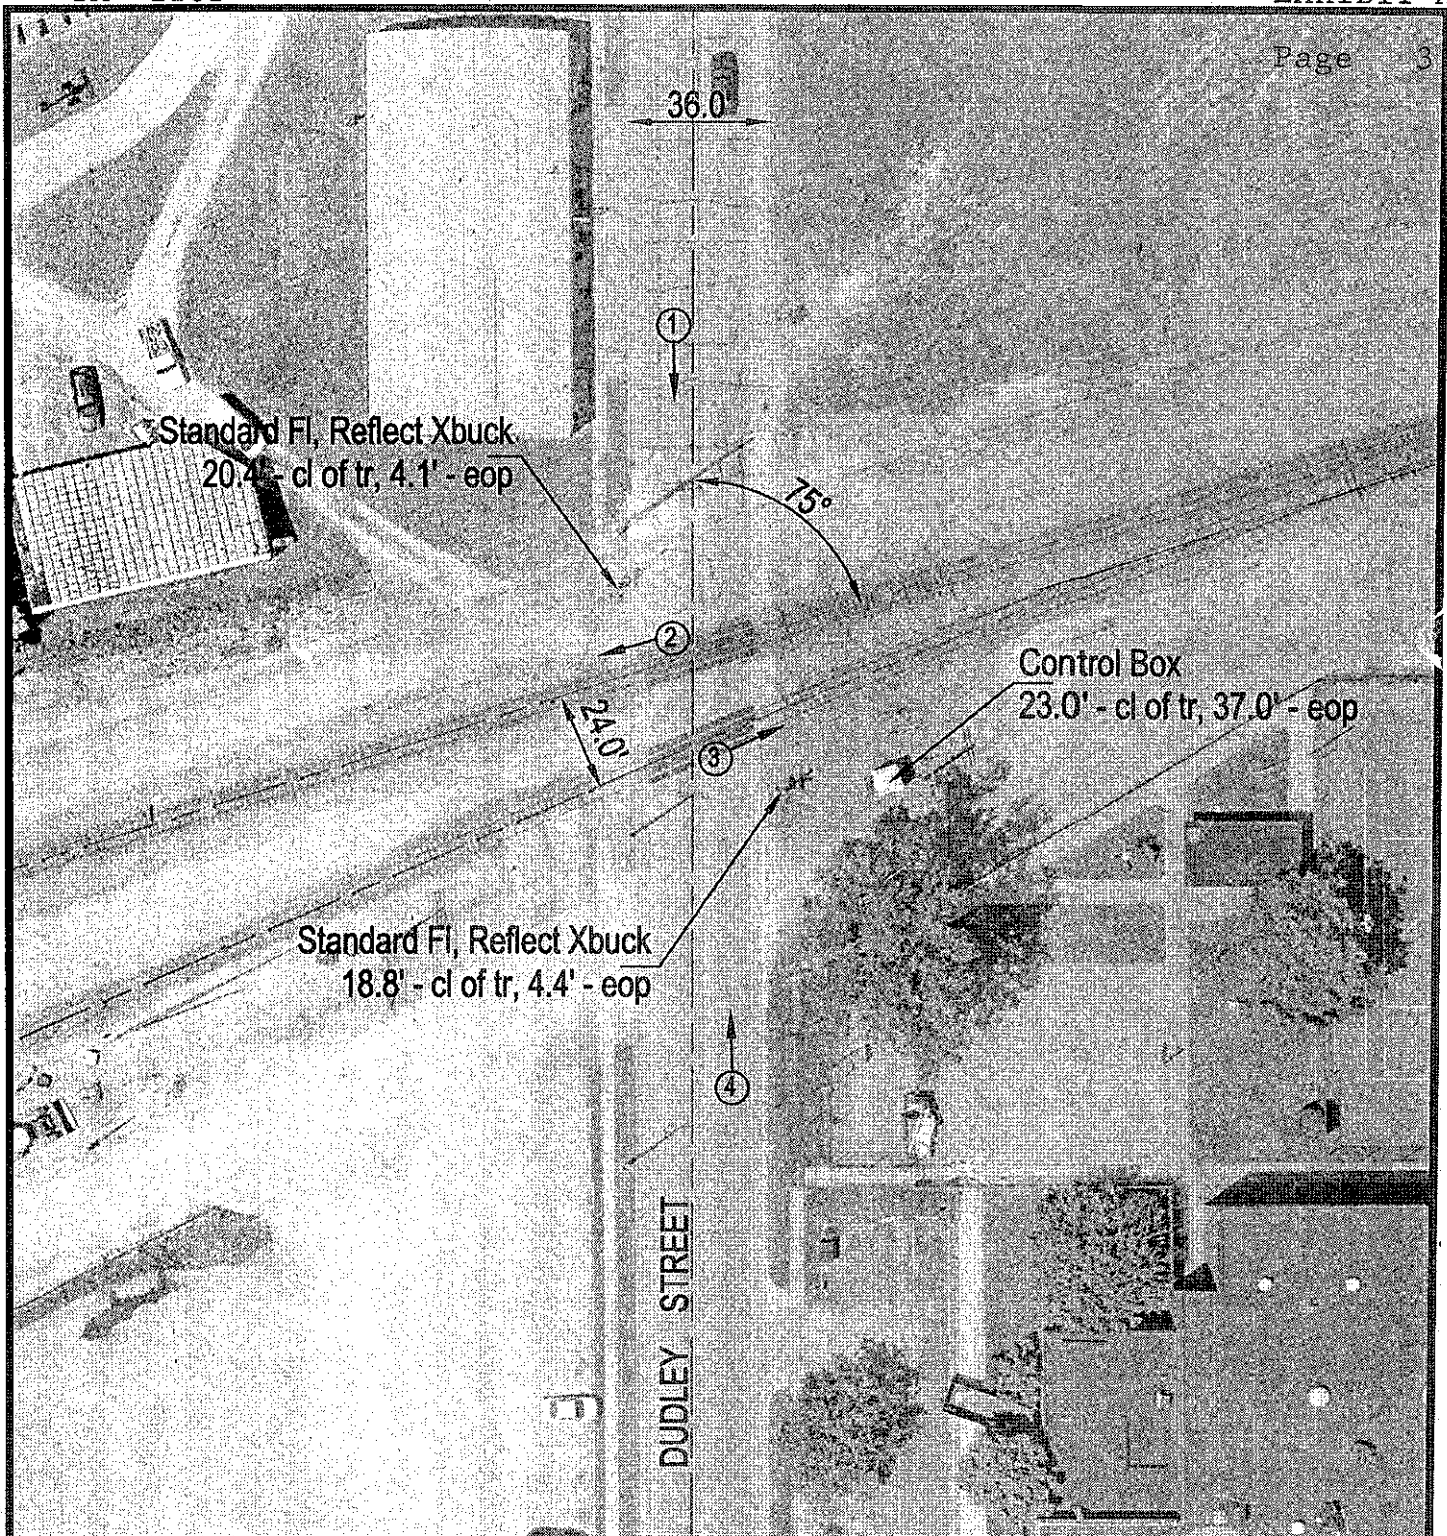 Page 3
36.0'
1
Standard Fl, Reflect Xbuck
20.4' - cl of tr, 4.1' - eop
75°
2
Control Box
23.0' - cl of tr, 37.0' - eop
24.0'
3
Standard Fl, Reflect Xbuck
18.8' - cl of tr, 4.4' - eop
4
DUDLEY STREET